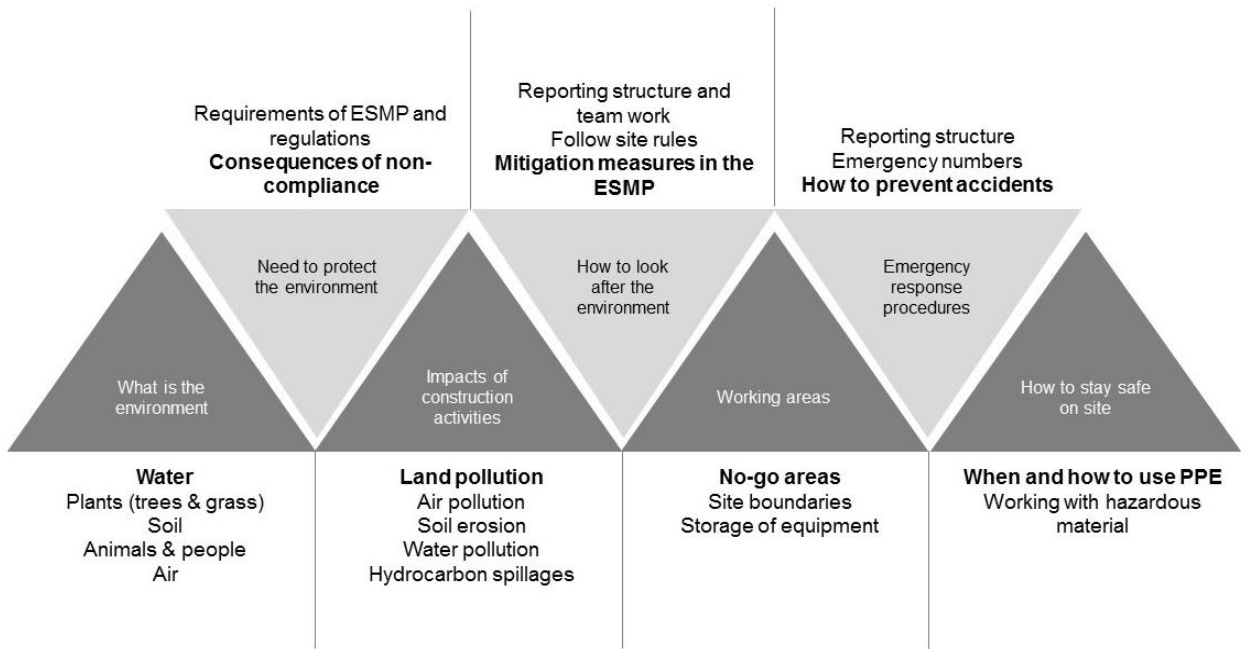 Requirements of ESMP and
regulations
Consequences of non-
compliance
Reporting structure and
team work
Follow site rules
Mitigation measures in the
ESMP
Reporting structure
Emergency numbers
How to prevent accidents
Need to protect
the environment
How to look
after the
environment
Emergency
response
procedures
What is the
environment
Impacts of
construction
activities
Working areas
How to stay safe
on site
Water
Plants (trees & grass)
Soil
Animals & people
Air
Land pollution
Air pollution
Soil erosion
Water pollution
Hydrocarbon spillages
No-go areas
Site boundaries
Storage of equipment
When and how to use PPE
Working with hazardous
material